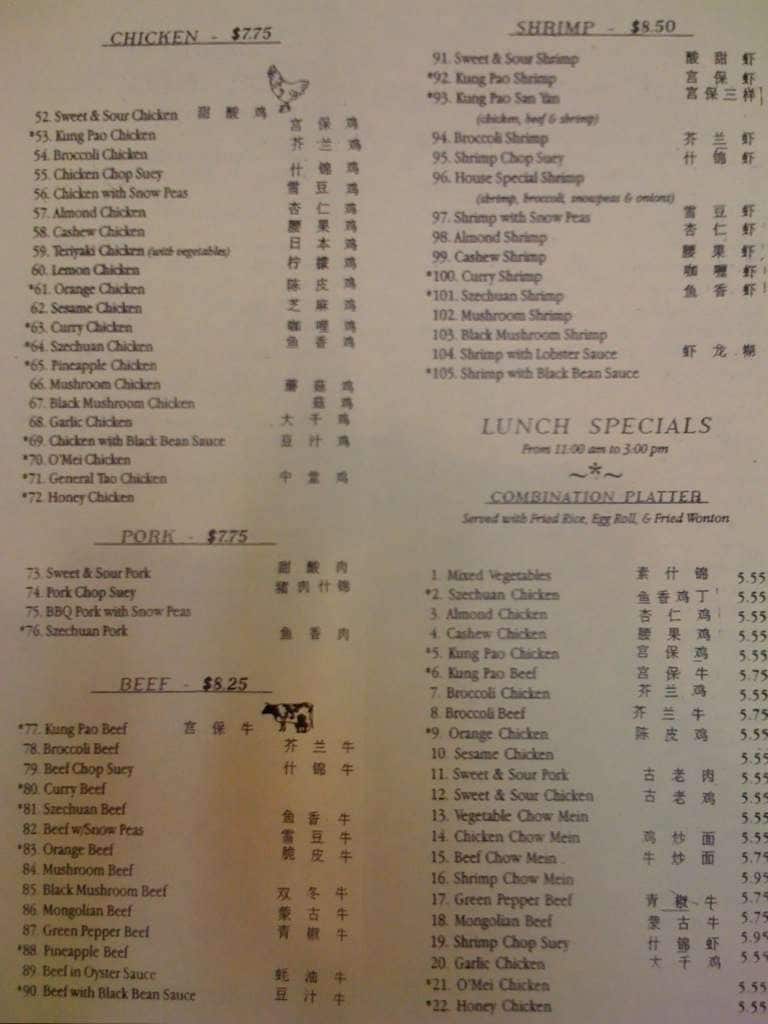 CHICKEN - $7.75
52. Sweet & Sour Chicken 甜酸鸡
*53. Kung Pao Chicken 宫保鸡
54. Broccoli Chicken 芥兰鸡
55. Chicken Chop Suey 什锦鸡
56. Chicken with Snow Peas 雪豆鸡
57. Almond Chicken 杏仁鸡
58. Cashew Chicken 腰果鸡
59. Teriyaki Chicken (with vegetables) 日本鸡
60. Lemon Chicken 柠檬鸡
*61. Orange Chicken 陈皮鸡
62. Sesame Chicken 芝麻鸡
*63. Curry Chicken 咖喱鸡
*64. Szechuan Chicken 鱼香鸡
*65. Pineapple Chicken
66. Mushroom Chicken 蘑菇鸡
67. Black Mushroom Chicken 菇鸡
68. Garlic Chicken 大千鸡
*69. Chicken with Black Bean Sauce 豆汁鸡
*70. O'Mei Chicken
*71. General Tao Chicken 中堂鸡
*72 Honey Chicken
PORK - $7.75
73. Sweet & Sour Pork 甜酸肉
74. Pork Chop Suey 猪肉什锦
75. BBQ Pork with Snow Peas
*76. Szechuan Pork 鱼香肉
BEEF - $8.25
*77. Kung Pao Beef 宫保牛
78. Broccoli Beef 芥兰牛
79. Beef Chop Suey 什锦牛
*80. Curry Beef
*81. Szechuan Beef 鱼香牛
82. Beef w/Snow Peas 雪豆牛
*83. Orange Beef 脆皮牛
84. Mushroom Beef
85. Black Mushroom Beef 双冬牛
86. Mongolian Beef 蒙古牛
87. Green Pepper Beef 青椒牛
*88. Pineapple Beef
89. Beef in Oyster Sauce 蚝油牛
*90. Beef with Black Bean Sauce 豆汁牛
SHRIMP - $8.50
91. Sweet & Sour Shrimp 酸甜虾
*92. Kung Pao Shrimp 宫保虾
*93. Kung Pao San Yan 宫保三样
(chicken, beef & shrimp)
94. Broccoli Shrimp 芥兰虾
95. Shrimp Chop Suey 什锦虾
96. House Special Shrimp
(shrimp, broccoli, snowpeas & onions)
97. Shrimp with Snow Peas 雪豆虾
98. Almond Shrimp 杏仁虾
99. Cashew Shrimp 腰果虾
*100. Curry Shrimp 咖喱虾
*101. Szechuan Shrimp 鱼香虾
102. Mushroom Shrimp
103. Black Mushroom Shrimp
104. Shrimp with Lobster Sauce 虾龙糊
*105. Shrimp with Black Bean Sauce
LUNCH SPECIALS
From 11:00 am to 3:00 pm
~*~
COMBINATION PLATTER
Served with Fried Rice, Egg Roll, & Fried Wonton
1. Mixed Vegetables 素什锦 5.55
*2. Szechuan Chicken 鱼香鸡丁 5.55
3. Almond Chicken 杏仁鸡 5.55
4. Cashew Chicken 腰果鸡 5.55
*5. Kung Pao Chicken 宫保鸡 5.55
*6. Kung Pao Beef 宫保牛 5.75
7. Broccoli Chicken 芥兰鸡 5.55
8. Broccoli Beef 芥兰牛 5.75
*9. Orange Chicken 陈皮鸡 5.55
10. Sesame Chicken 5.55
11. Sweet & Sour Pork 古老肉 5.55
12. Sweet & Sour Chicken 古老鸡 5.55
13. Vegetable Chow Mein 5.55
14. Chicken Chow Mein 鸡炒面 5.55
15. Beef Chow Mein 牛炒面 5.75
16. Shrimp Chow Mein 5.95
17. Green Pepper Beef 青椒牛 5.75
18. Mongolian Beef 蒙古牛 5.75
19. Shrimp Chop Suey 什锦虾 5.95
20. Garlic Chicken 大千鸡 5.55
*21. O'Mei Chicken 5.55
*22. Honey Chicken 5.55